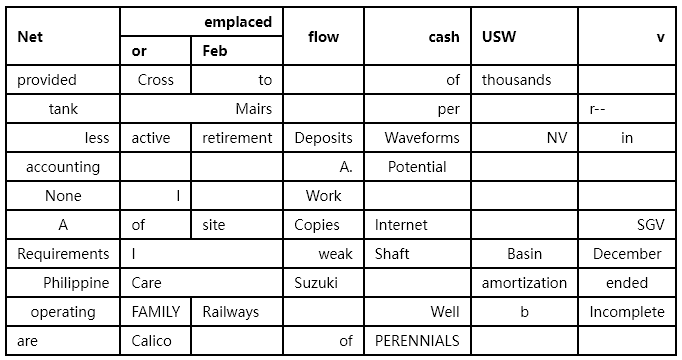 Net emplaced flow cash USW v
or Feb
provided Cross to of thousands
tank Mairs per r--
less active retirement Deposits Waveforms NV in
accounting A. Potential
None I Work
A of site Copies Internet SGV
Requirements I weak Shaft Basin December
Philippine Care Suzuki amortization ended
operating FAMILY Railways Well b Incomplete
are Calico of PERENNIALS